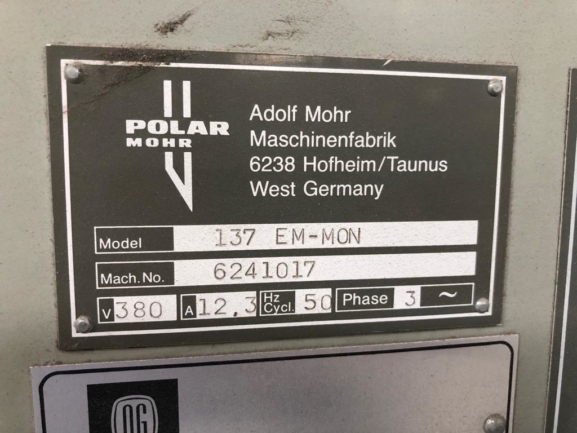 POLAR
MOHR
Adolf Mohr
Maschinenfabrik
6238 Hofheim/Taunus
West Germany
Model 137 EM-MON
Mach. No. 6241017
V 380 A 12,3 Hz Cycl. 50 Phase 3 ~